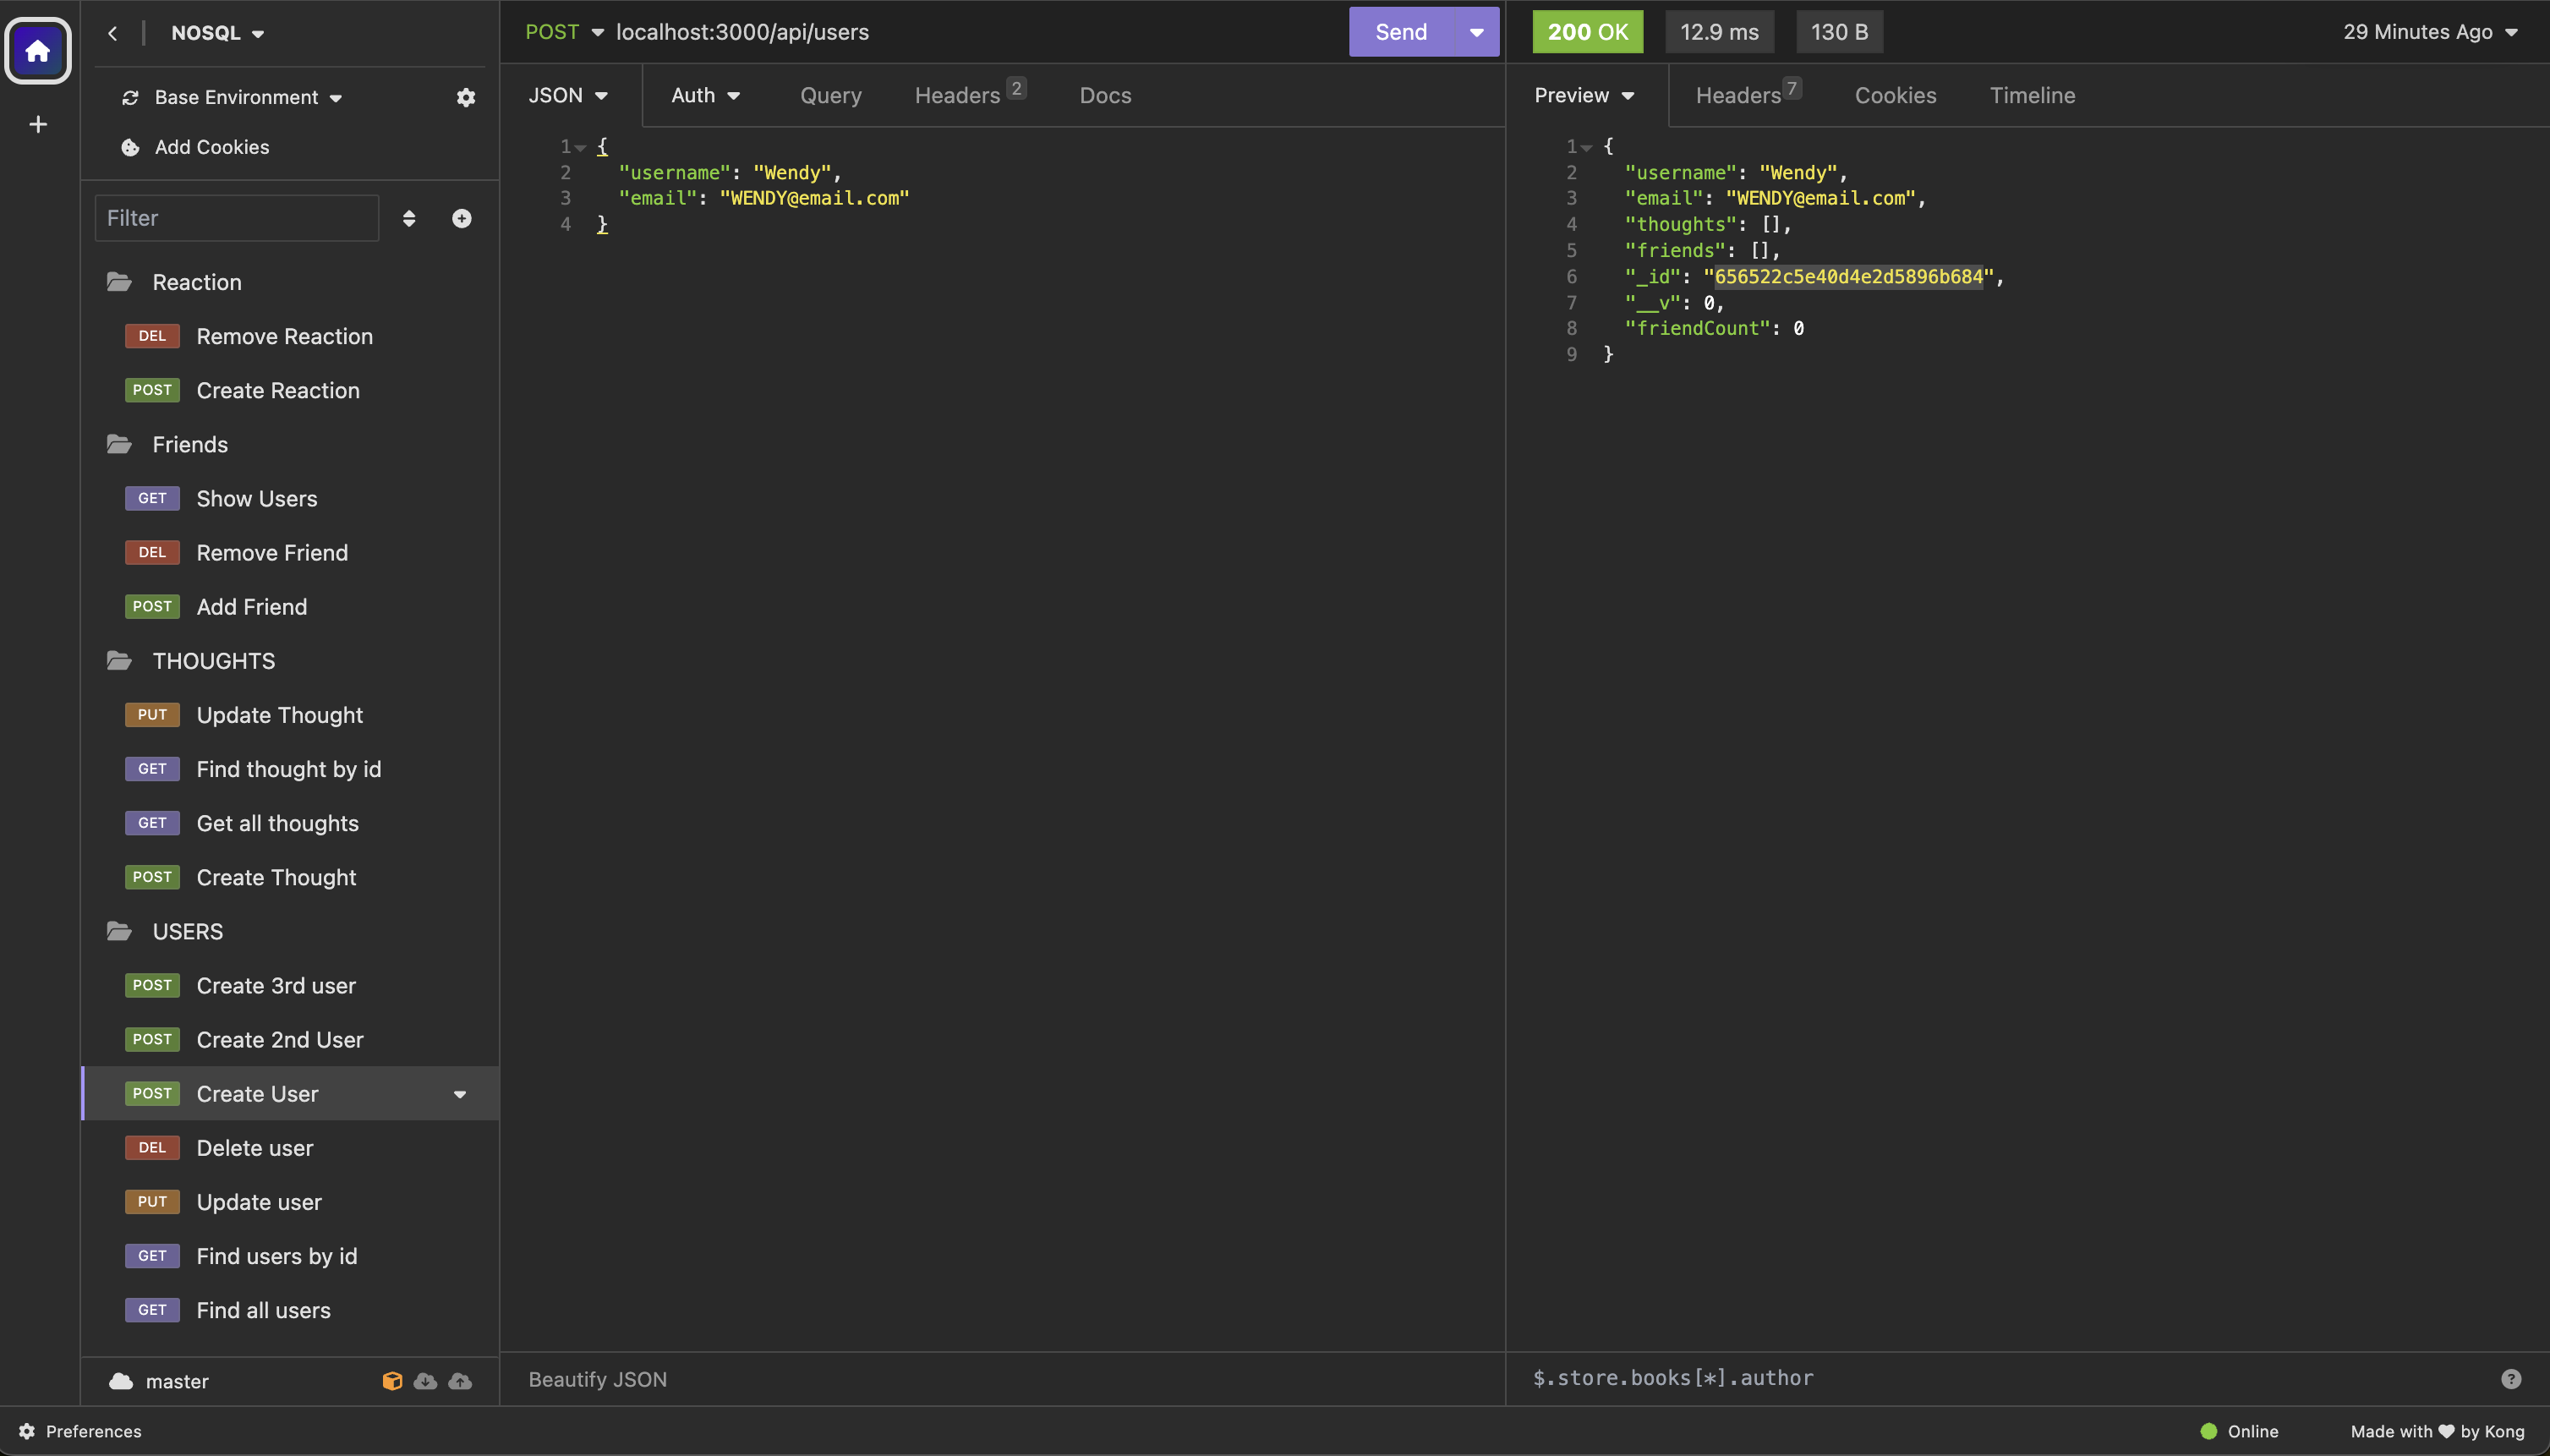 NOSQL
Base Environment
Add Cookies
Filter
Reaction
DEL Remove Reaction
POST Create Reaction
Friends
GET Show Users
DEL Remove Friend
POST Add Friend
THOUGHTS
PUT Update Thought
GET Find thought by id
GET Get all thoughts
POST Create Thought
USERS
POST Create 3rd user
POST Create 2nd User
POST Create User
DEL Delete user
PUT Update user
GET Find users by id
GET Find all users
master
POST localhost:3000/api/users Send
JSON Auth Query Headers 2 Docs
1 {
2 "username": "Wendy",
3 "email": "WENDY@email.com"
4 }
Beautify JSON
200 OK 12.9 ms 130 B 29 Minutes Ago
Preview Headers 7 Cookies Timeline
1 {
2 "username": "Wendy",
3 "email": "WENDY@email.com",
4 "thoughts": [],
5 "friends": [],
6 "_id": "656522c5e40d4e2d5896b684",
7 "__v": 0,
8 "friendCount": 0
9 }
$.store.books[*].author
Preferences
Online Made with ♥ by Kong